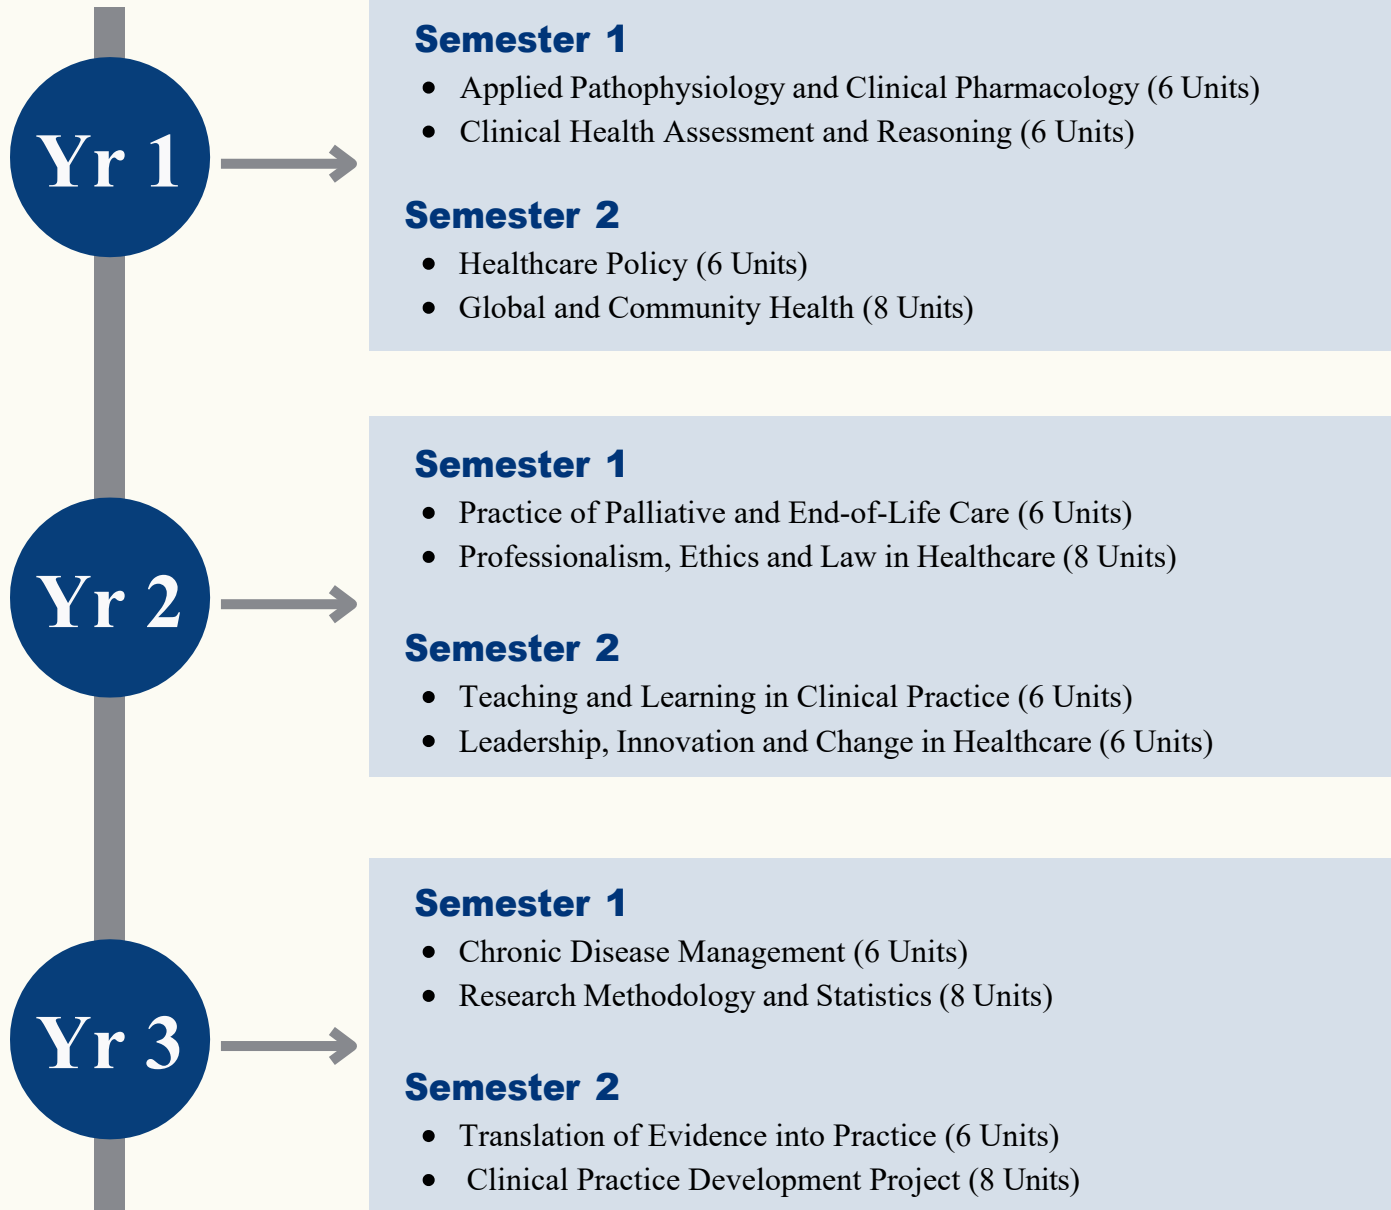 Yr 1
Semester 1
• Applied Pathophysiology and Clinical Pharmacology (6 Units)
• Clinical Health Assessment and Reasoning (6 Units)
Semester 2
• Healthcare Policy (6 Units)
• Global and Community Health (8 Units)
Yr 2
Semester 1
• Practice of Palliative and End-of-Life Care (6 Units)
• Professionalism, Ethics and Law in Healthcare (8 Units)
Semester 2
• Teaching and Learning in Clinical Practice (6 Units)
• Leadership, Innovation and Change in Healthcare (6 Units)
Yr 3
Semester 1
• Chronic Disease Management (6 Units)
• Research Methodology and Statistics (8 Units)
Semester 2
• Translation of Evidence into Practice (6 Units)
• Clinical Practice Development Project (8 Units)